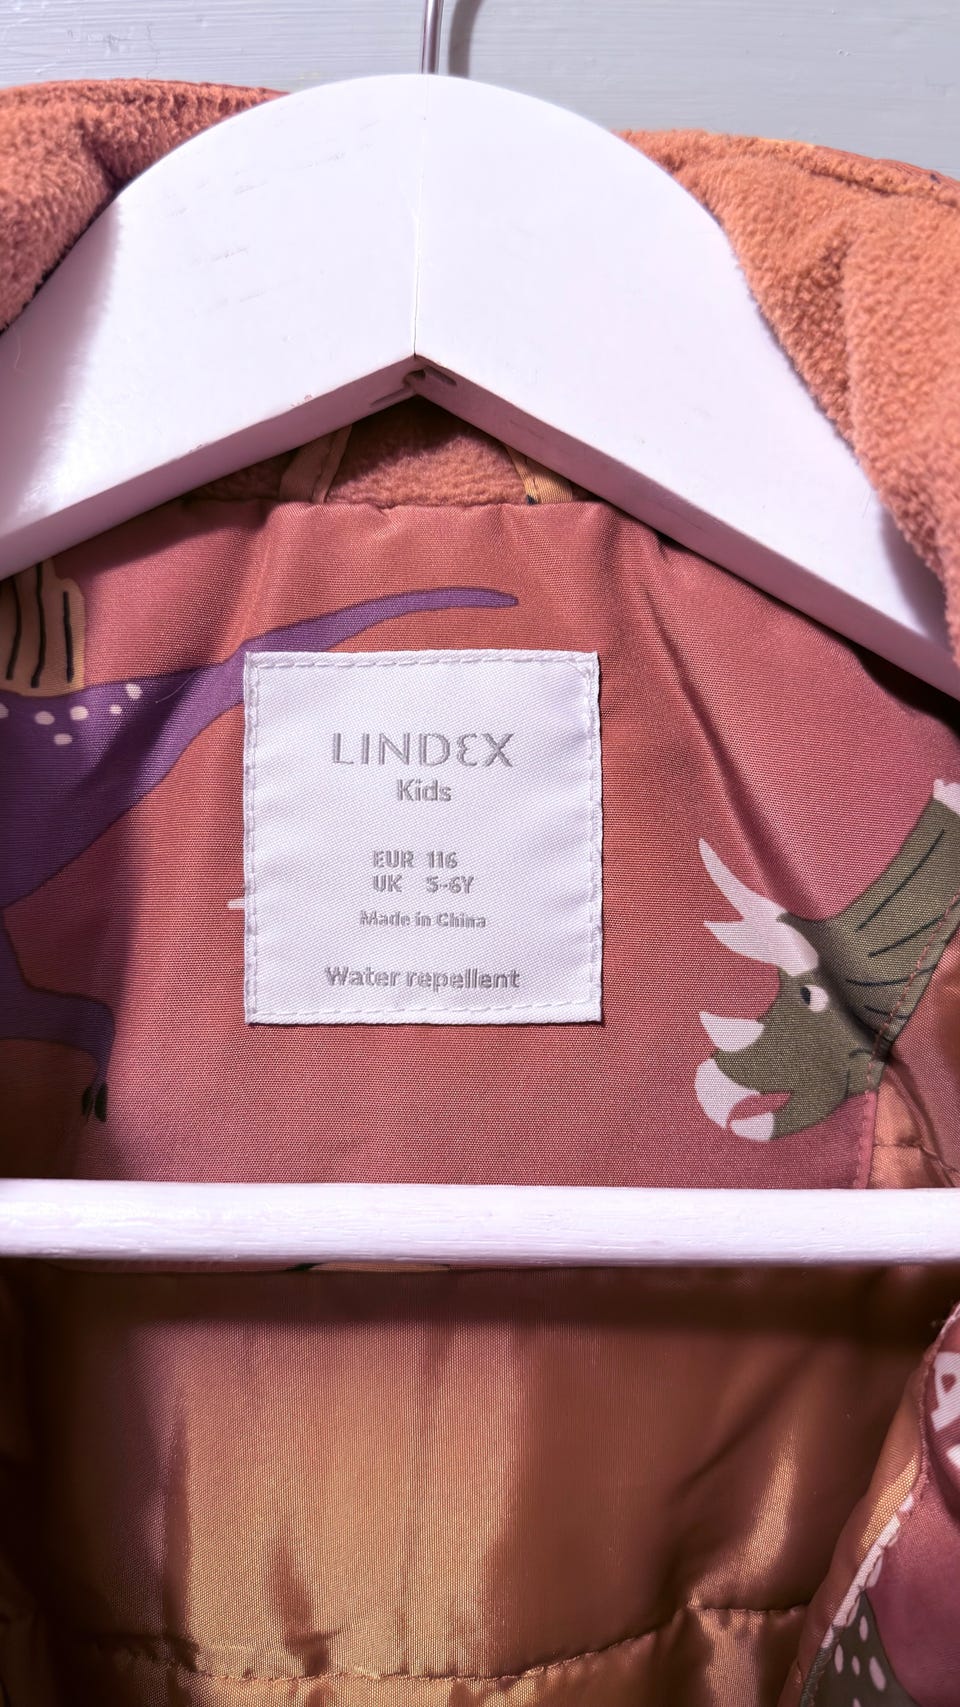 LINDEX
Kids
EUR 116
UK 5-6Y
Made in China
Water repellent